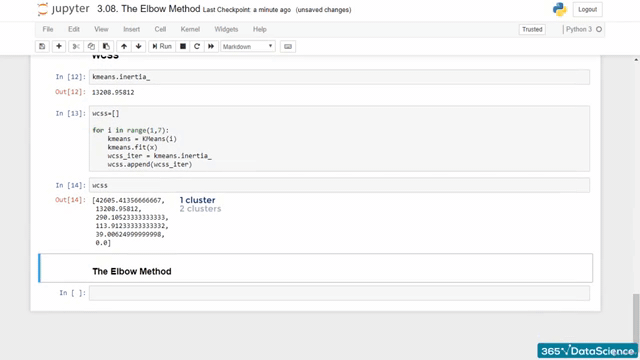 jupyter 3.08. The Elbow Method Last Checkpoint: a minute ago (unsaved changes) Logout
File Edit View Insert Cell Kernel Widgets Help Trusted Python 3
Run Markdown
WCSS
In [12] kmeans.inertia_
Out[12] 13208.95812
In [13] wcss=[]
for i in range(1,7):
kmeans = KMeans(i)
kmeans.fit(x)
wcss_iter = kmeans.inertia_
wcss.append(wcss_iter)
In [14] wcss
Out[14] [42605.41356666667, 1 cluster
13208.95812, 2 clusters
290.10523333333333,
113.91233333333332,
39.00624999999998,
0.0]
The Elbow Method
In [ ]
365 DataScience